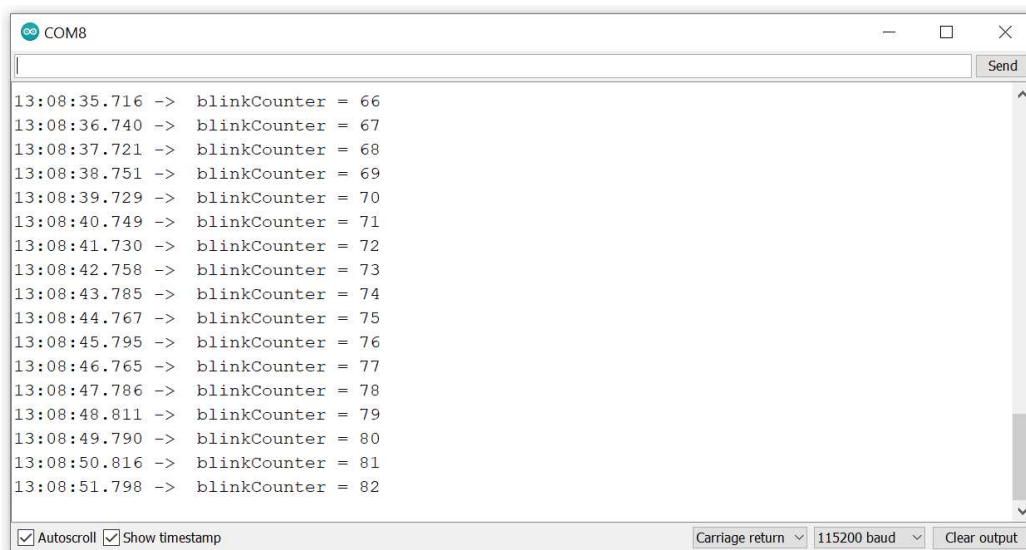 COM8
Send
13:08:35.716 -> blinkCounter = 66
13:08:36.740 -> blinkCounter = 67
13:08:37.721 -> blinkCounter = 68
13:08:38.751 -> blinkCounter = 69
13:08:39.729 -> blinkCounter = 70
13:08:40.749 -> blinkCounter = 71
13:08:41.730 -> blinkCounter = 72
13:08:42.758 -> blinkCounter = 73
13:08:43.785 -> blinkCounter = 74
13:08:44.767 -> blinkCounter = 75
13:08:45.795 -> blinkCounter = 76
13:08:46.765 -> blinkCounter = 77
13:08:47.786 -> blinkCounter = 78
13:08:48.811 -> blinkCounter = 79
13:08:49.790 -> blinkCounter = 80
13:08:50.816 -> blinkCounter = 81
13:08:51.798 -> blinkCounter = 82
Autoscroll Show timestamp Carriage return 115200 baud Clear output